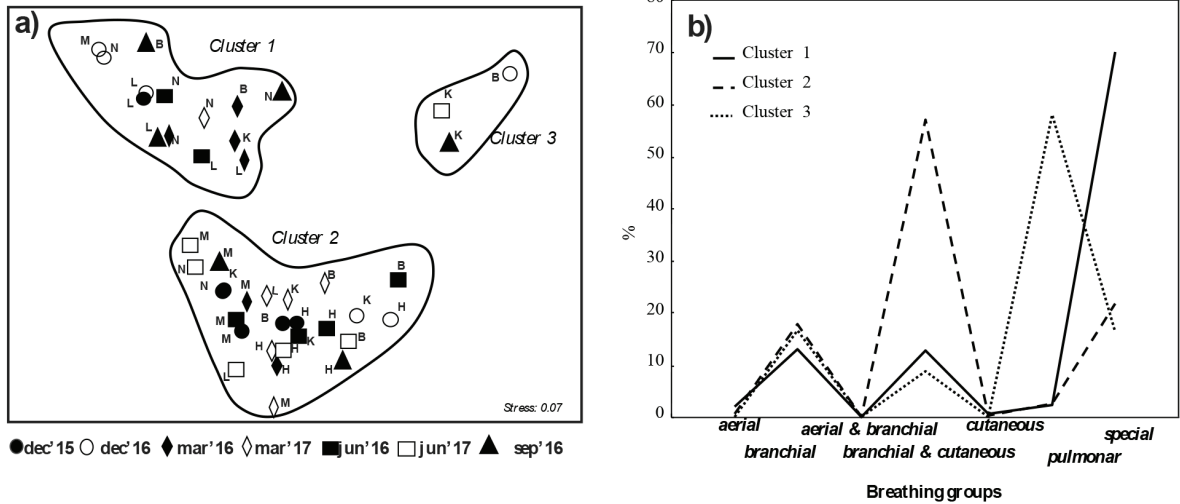 a)
Cluster 1
M
N
B
L
N
L
N
B
N
L
N
K
L
L
B
K
K
Cluster 3
Cluster 2
M
N
M
K
N
M
L
K
B
B
K
H
M
B
H
H
M
K
B
H
H
L
H
H
M
Stress: 0.07
dec'15 dec'16 mar'16 mar'17 jun'16 jun'17 sep'16
b)
Cluster 1
Cluster 2
Cluster 3
80
70
60
50
40
30
20
10
0
%
aerial
branchial
aerial & branchial
branchial & cutaneous
cutaneous
pulmonar
special
Breathing groups